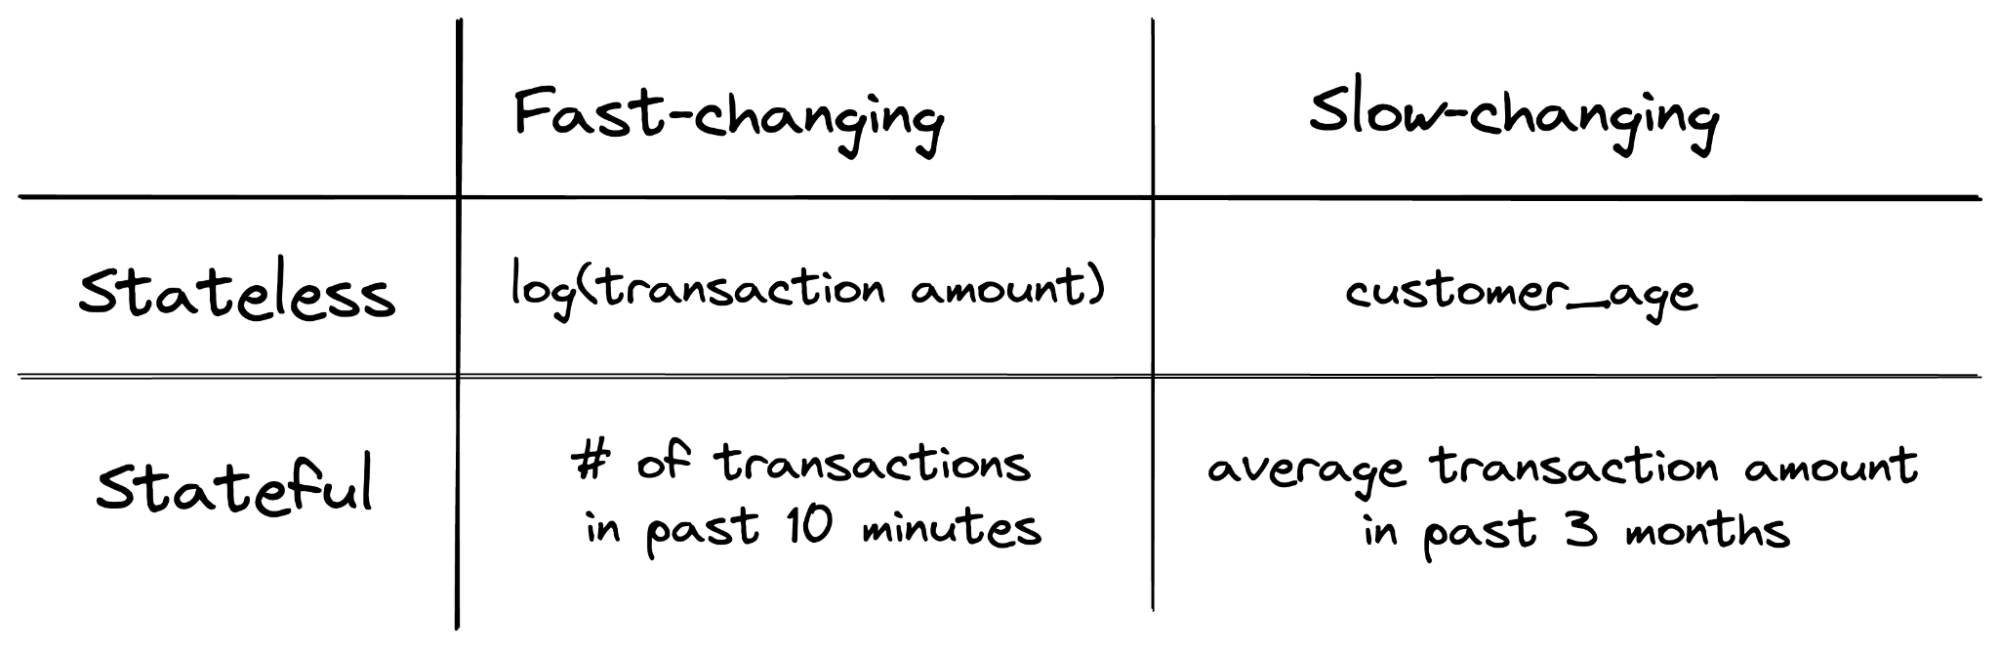 Fast-changing
Slow-changing
Stateless
log(transaction amount)
customer_age
Stateful
# of transactions
in past 10 minutes
average transaction amount
in past 3 months